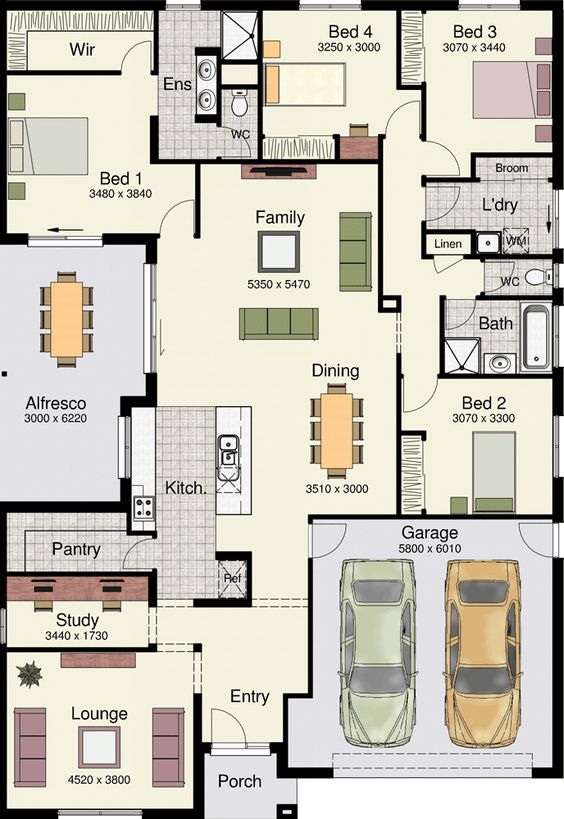 Wir
Ens
WC
Bed 4
3250 x 3000
Bed 3
3070 x 3440
Bed 1
3480 x 3840
Broom
L'dry
WM
Linen
WC
Family
5350 x 5470
Bath
Dining
3510 x 3000
Bed 2
3070 x 3300
Alfresco
3000 x 6220
Kitch.
Pantry
Ref
Garage
5800 x 6010
Study
3440 x 1730
Entry
Lounge
4520 x 3800
Porch